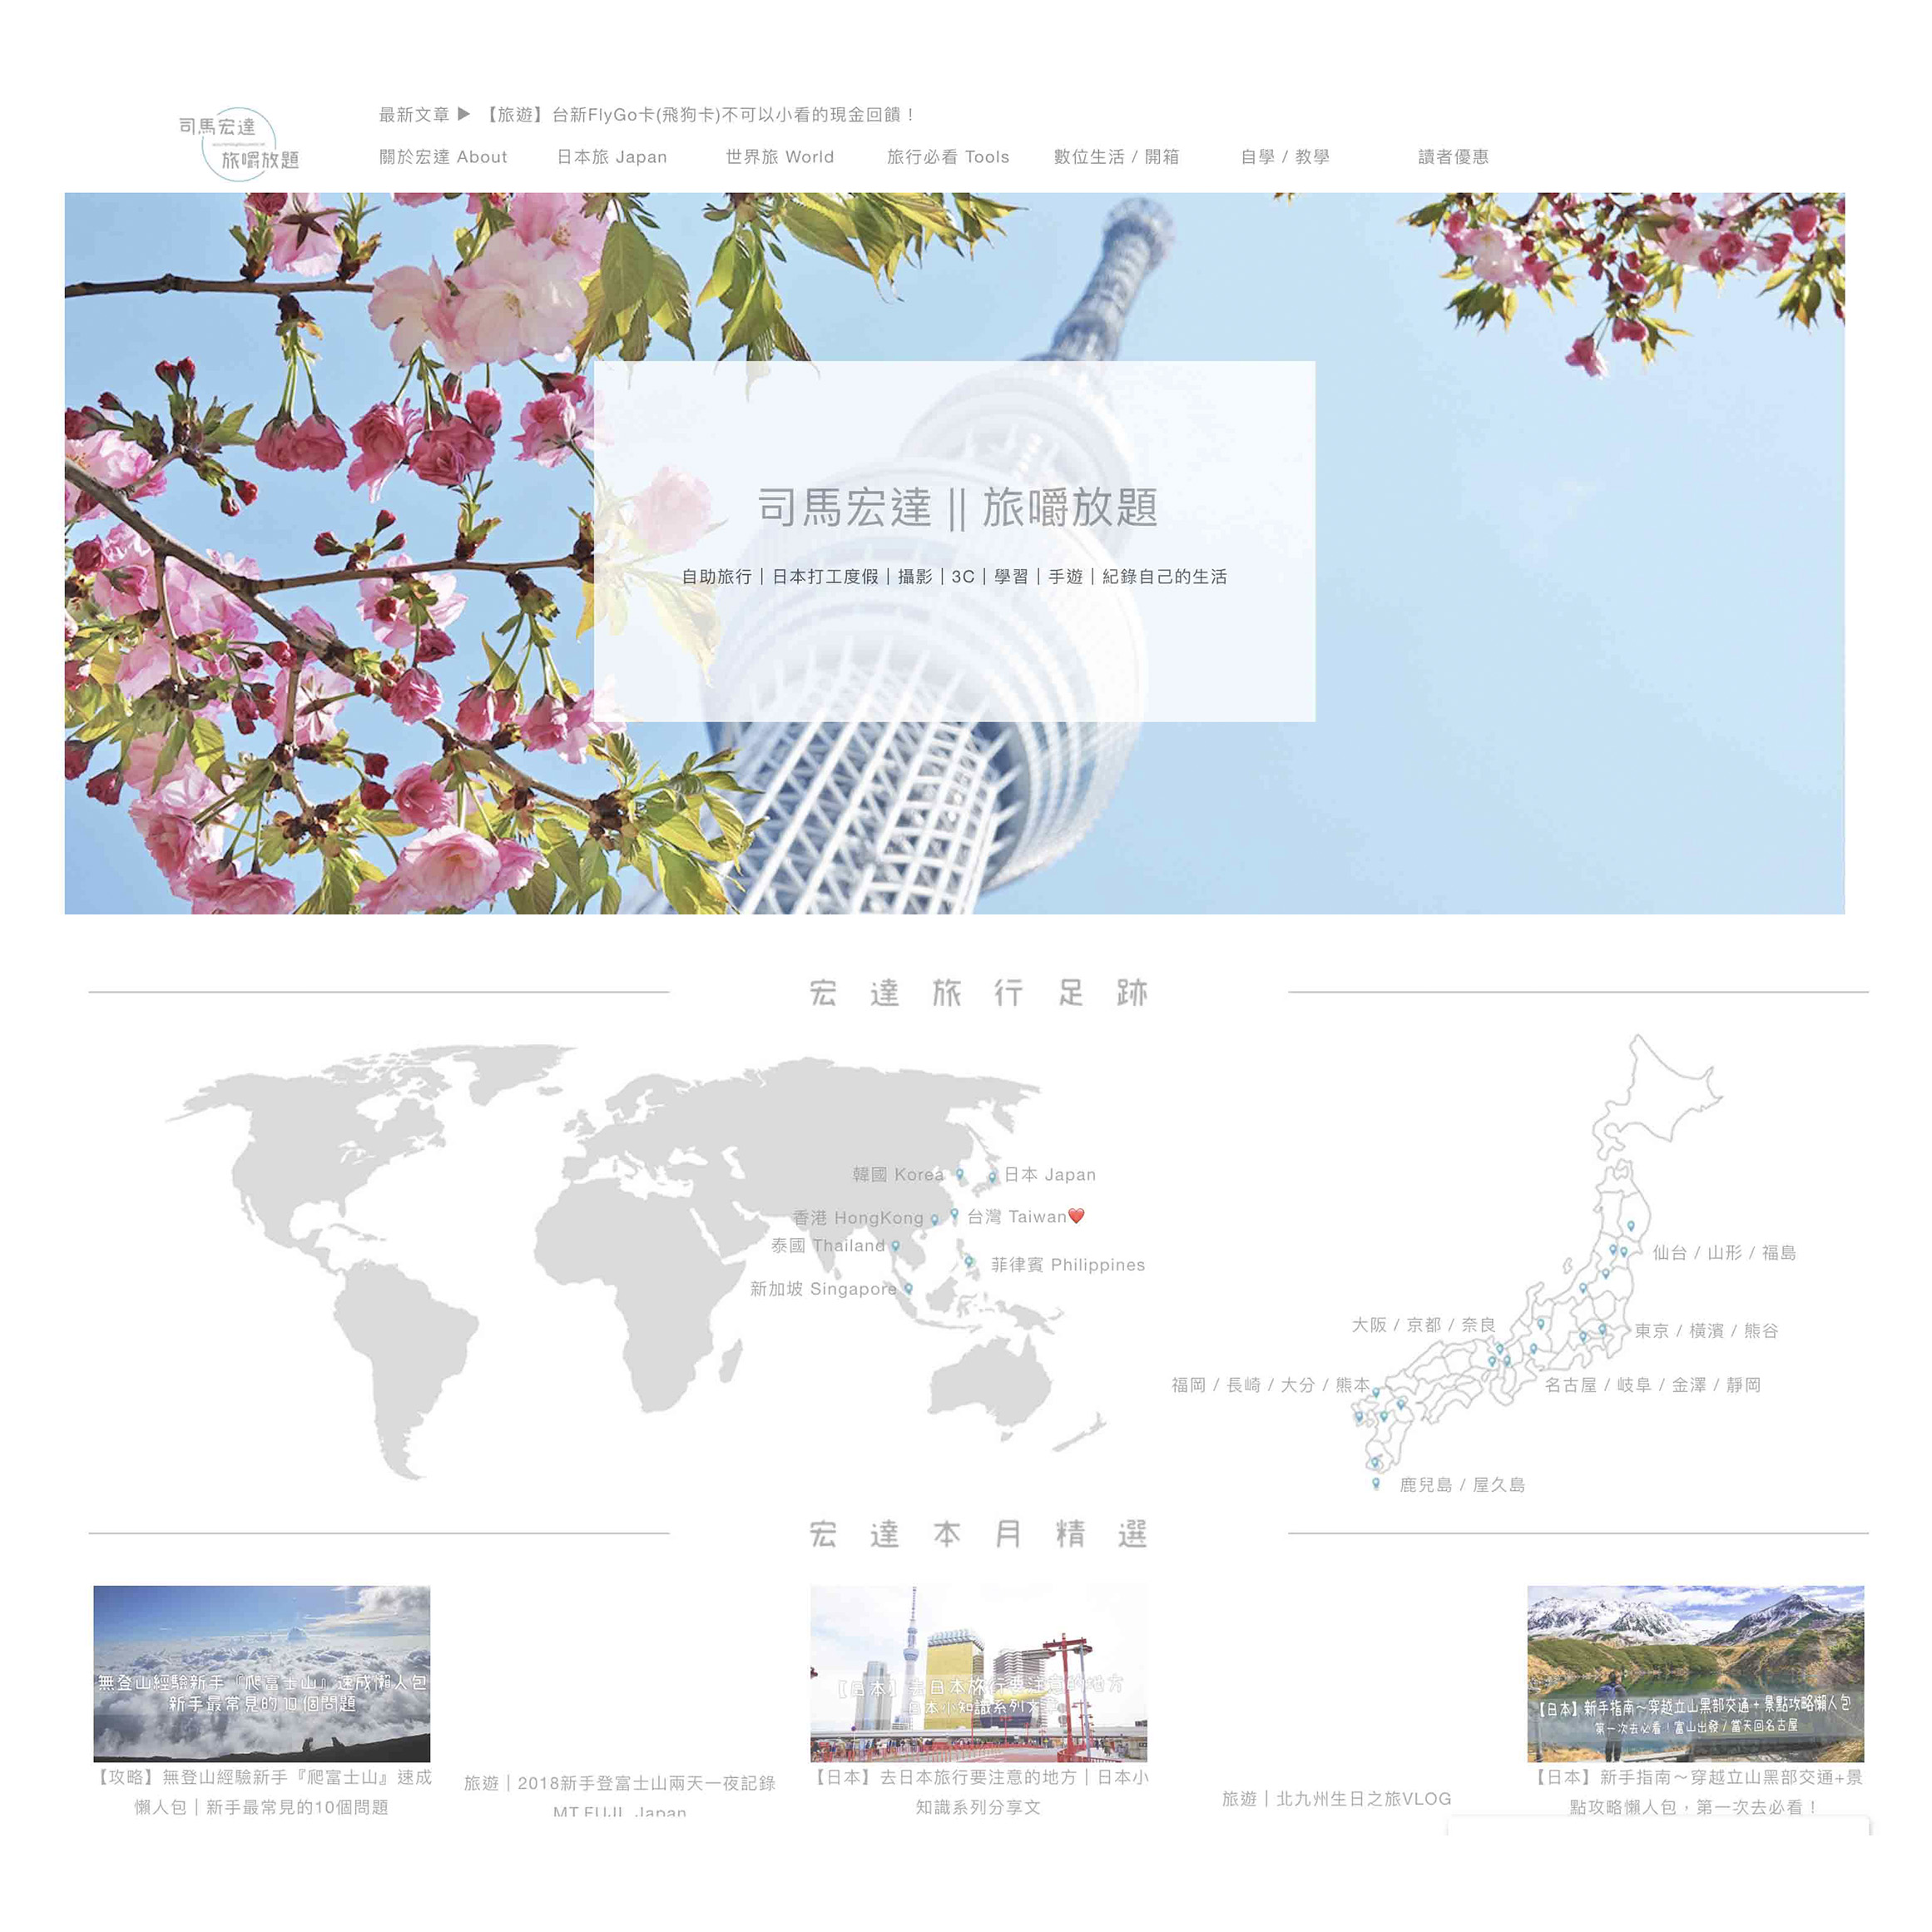 司馬宏達
旅嚼放題
最新文章 ▶ 【旅遊】台新FlyGo卡(飛狗卡)不可以小看的現金回饋！
關於宏達 About 日本旅 Japan 世界旅 World 旅行必看 Tools 數位生活 / 開箱 自學 / 教學 讀者優惠
司馬宏達 || 旅嚼放題
自助旅行｜日本打工度假｜攝影｜3C｜學習｜手遊｜紀錄自己的生活
宏達旅行足跡
韓國 Korea
日本 Japan
香港 HongKong
台灣 Taiwan❤️
泰國 Thailand
菲律賓 Philippines
新加坡 Singapore
仙台 / 山形 / 福島
大阪 / 京都 / 奈良
東京 / 橫濱 / 熊谷
福岡 / 長崎 / 大分 / 熊本
名古屋 / 岐阜 / 金澤 / 靜岡
鹿兒島 / 屋久島
宏達本月精選
無登山經驗新手『爬富士山』速成懶人包
新手最常見的10個問題
【攻略】無登山經驗新手『爬富士山』速成
懶人包｜新手最常見的10個問題
旅遊｜2018新手登富士山兩天一夜記錄
MT.FUJI, Japan
【日本】去日本旅行要注意的地方
日本小知識系列文章
【日本】去日本旅行要注意的地方｜日本小
知識系列分享文
旅遊｜北九州生日之旅VLOG
【日本】新手指南～穿越立山黑部交通+景點攻略懶人包
第一次去必看！富山出發/當天回名古屋
【日本】新手指南～穿越立山黑部交通+景
點攻略懶人包，第一次去必看！